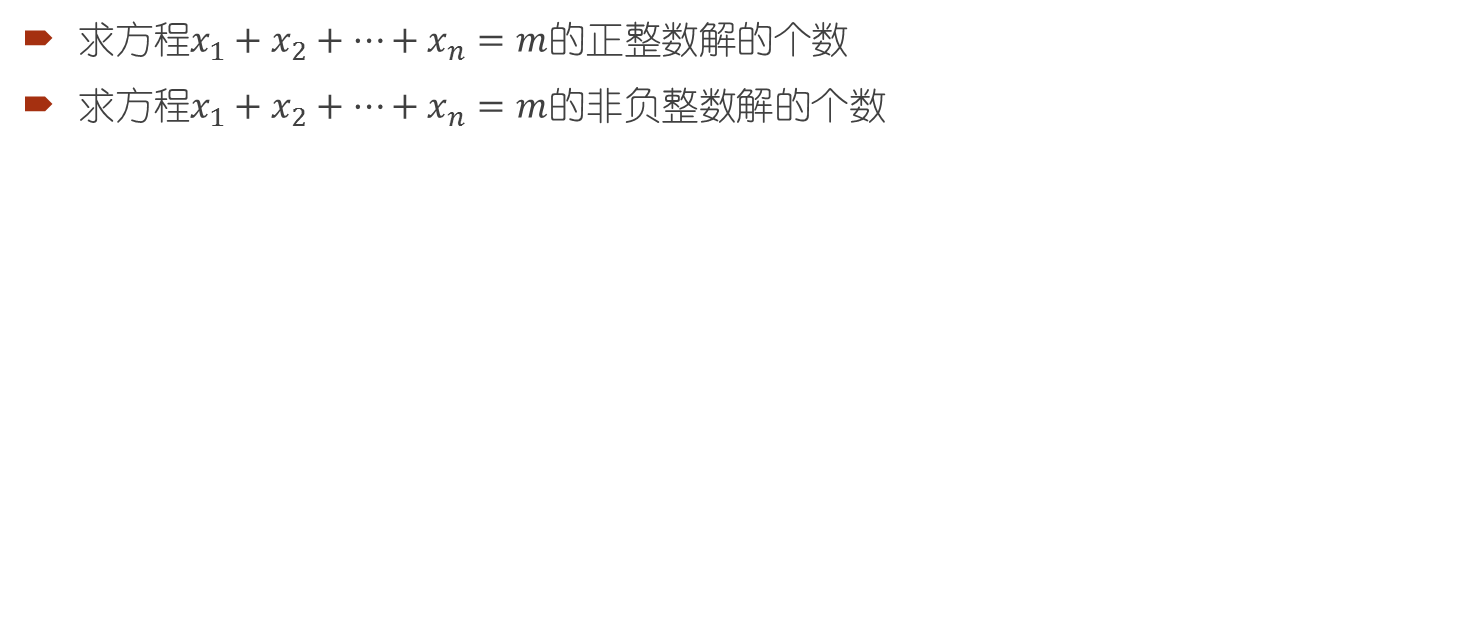 求方程x₁ + x₂ + ⋯ + xₙ = m的正整数解的个数
求方程x₁ + x₂ + ⋯ + xₙ = m的非负整数解的个数